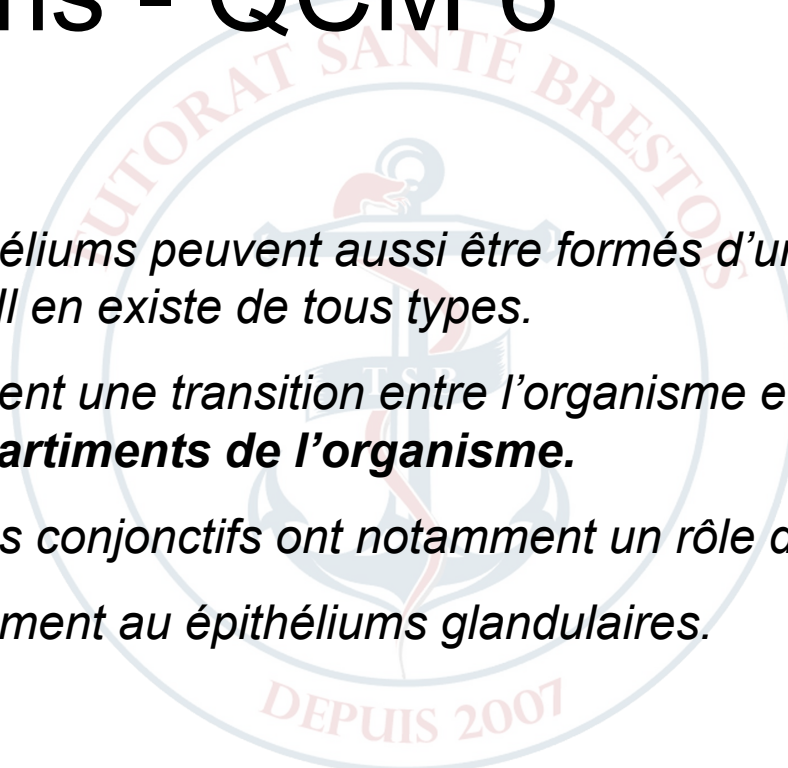 ns - QCM 6
TUTORAT SANTÉ BRESTOIS
éliums peuvent aussi être formés d'un
Il en existe de tous types.
TSB
ent une transition entre l'organisme e
artiments de l'organisme.
s conjonctifs ont notamment un rôle d
ment au épithéliums glandulaires.
DEPUIS 2007